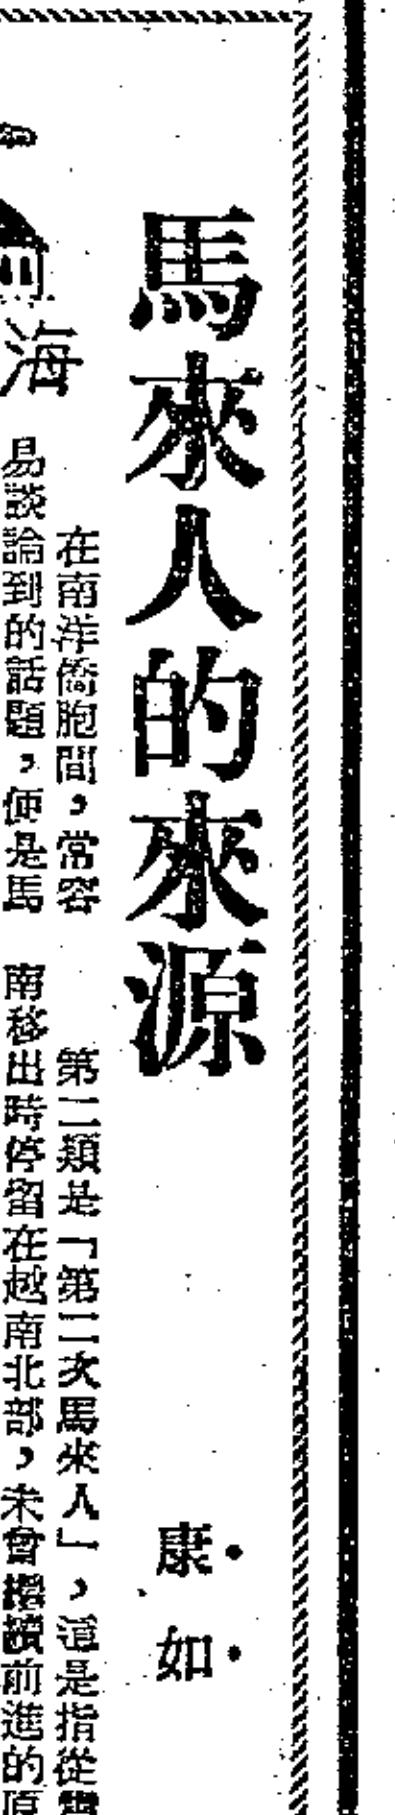 馬來人的來源
康如
海
在南洋僑胞間，常容
易談論到的話題，便是馬
第二類是「第二次馬來人」，這是指從雲
南移出時停留在越南北部，未曾繼續前進的原